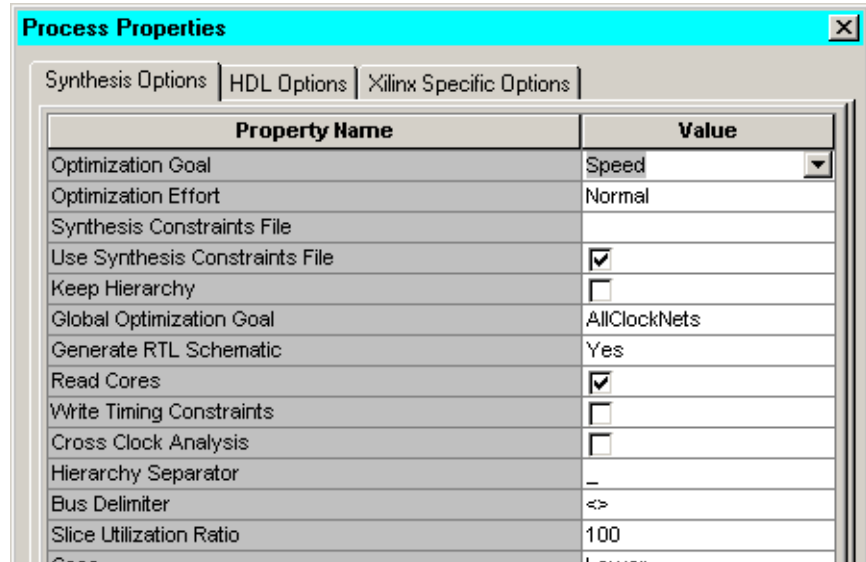 Process Properties
Synthesis Options HDL Options Xilinx Specific Options
Property Name Value
Optimization Goal Speed
Optimization Effort Normal
Synthesis Constraints File
Use Synthesis Constraints File
Keep Hierarchy
Global Optimization Goal AllClockNets
Generate RTL Schematic Yes
Read Cores
Write Timing Constraints
Cross Clock Analysis
Hierarchy Separator _
Bus Delimiter <>
Slice Utilization Ratio 100